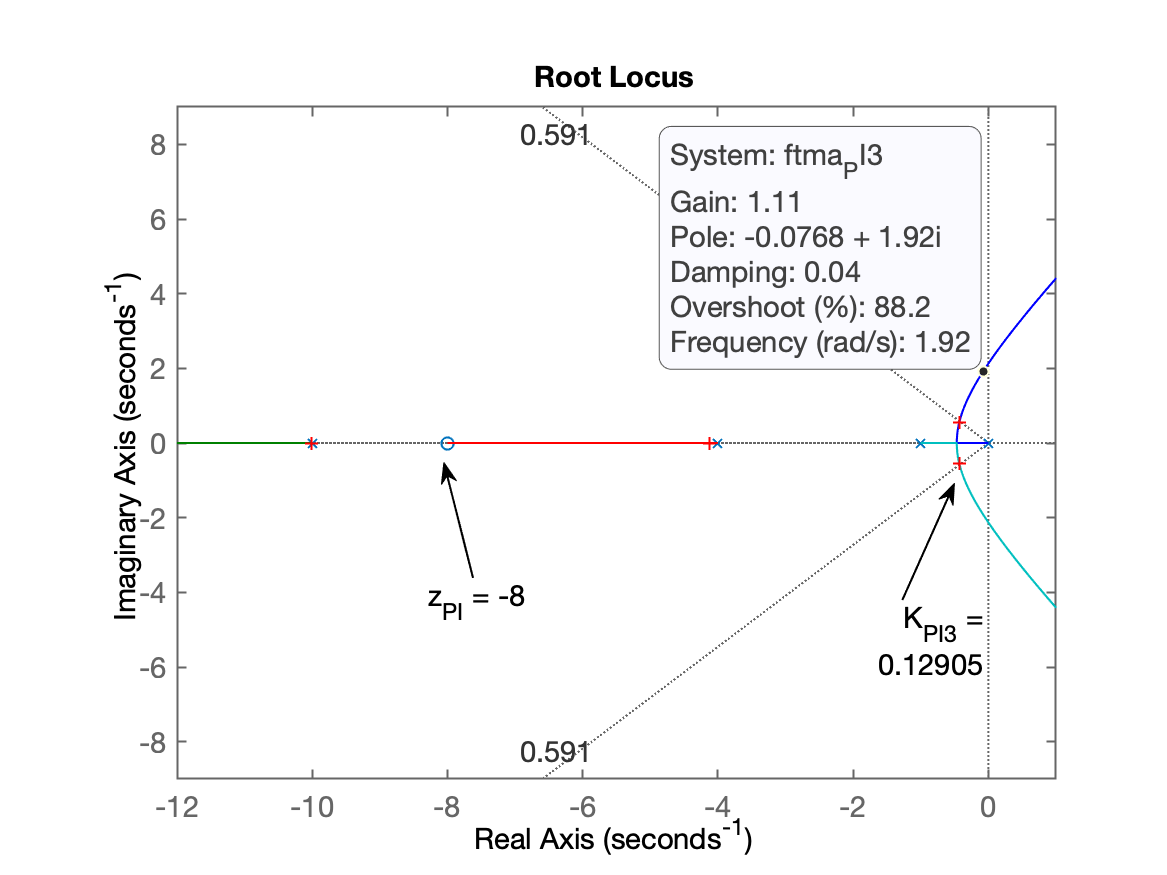 Root Locus
0.591
System: ftma_PI3
Gain: 1.11
Pole: -0.0768 + 1.92i
Damping: 0.04
Overshoot (%): 88.2
Frequency (rad/s): 1.92
8
6
4
2
0
-2
-4
-6
-8
Imaginary Axis (seconds^-1)
z_PI = -8
K_PI3 =
0.12905
0.591
-12 -10 -8 -6 -4 -2 0
Real Axis (seconds^-1)